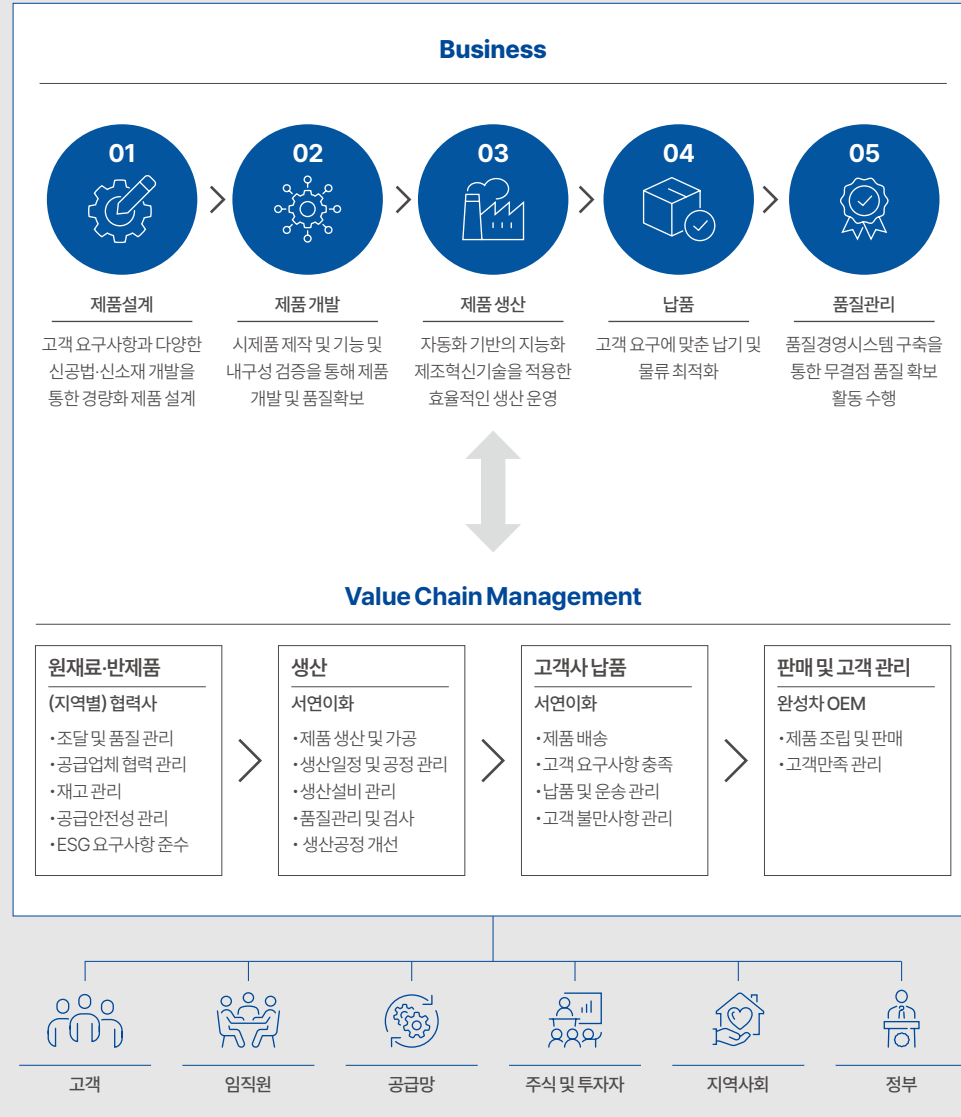 Business
01
02
03
04
05
제품설계
고객 요구사항과 다양한
신공법·신소재 개발을
통한 경량화 제품 설계
제품 개발
시제품 제작 및 기능 및
내구성 검증을 통해 제품
개발 및 품질확보
제품 생산
자동화 기반의 지능화
제조혁신기술을 적용한
효율적인 생산 운영
납품
고객 요구에 맞춘 납기 및
물류 최적화
품질관리
품질경영시스템 구축을
통한 무결점 품질 확보
활동 수행
Value Chain Management
원재료·반제품
(지역별) 협력사
•조달 및 품질 관리
•공급업체 협력 관리
•재고 관리
•공급안전성 관리
•ESG 요구사항 준수
생산
서연이화
•제품 생산 및 가공
•생산일정 및 공정 관리
•생산설비 관리
•품질관리 및 검사
• 생산공정 개선
고객사 납품
서연이화
•제품 배송
•고객 요구사항 충족
•납품 및 운송 관리
•고객 불만사항 관리
판매 및 고객 관리
완성차 OEM
•제품 조립 및 판매
•고객만족 관리
고객
임직원
공급망
주식 및 투자자
지역사회
정부